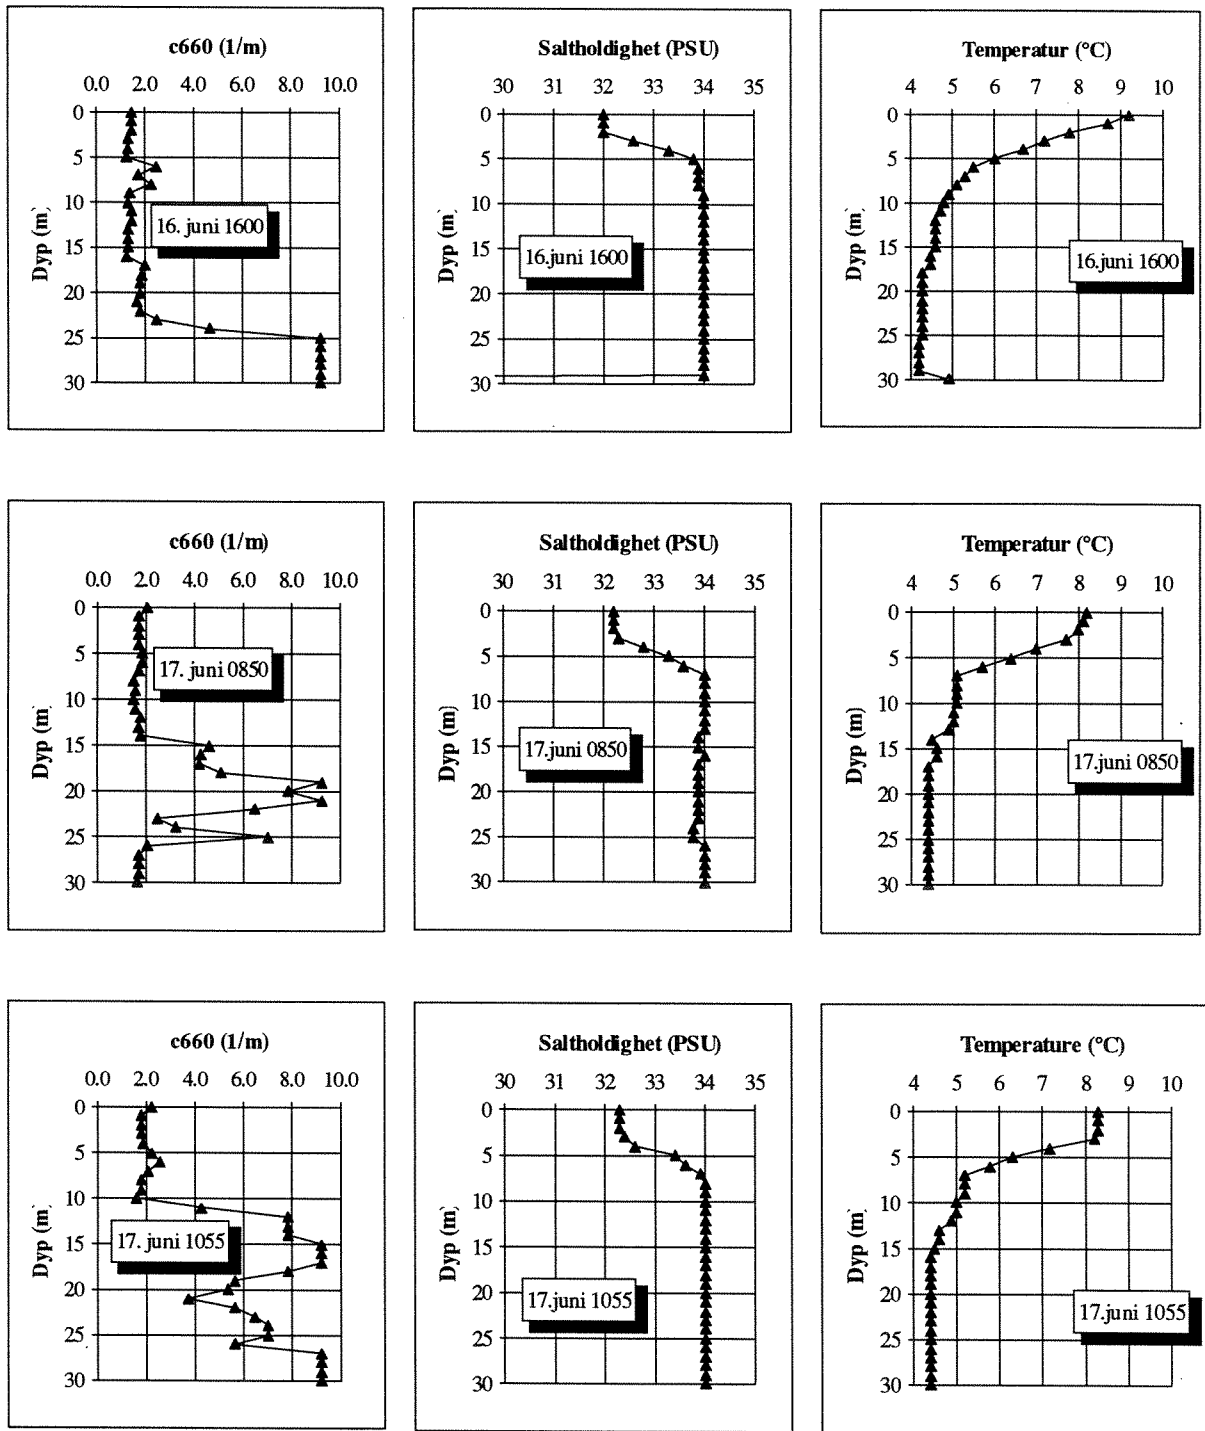 c660 (1/m)
0.0 2.0 4.0 6.0 8.0 10.0
0
5
10
15
20
25
30
Dyp (m)
16. juni 1600
Saltholdighet (PSU)
30 31 32 33 34 35
0
5
10
15
20
25
30
Dyp (m)
16.juni 1600
Temperatur (°C)
4 5 6 7 8 9 10
0
5
10
15
20
25
30
Dyp (m)
16.juni 1600
c660 (1/m)
0.0 2.0 4.0 6.0 8.0 10.0
0
5
10
15
20
25
30
Dyp (m)
17. juni 0850
Saltholdighet (PSU)
30 31 32 33 34 35
0
5
10
15
20
25
30
Dyp (m)
17.juni 0850
Temperatur (°C)
4 5 6 7 8 9 10
0
5
10
15
20
25
30
Dyp (m)
17.juni 0850
c660 (1/m)
0.0 2.0 4.0 6.0 8.0 10.0
0
5
10
15
20
25
30
Dyp (m)
17. juni 1055
Saltholdighet (PSU)
30 31 32 33 34 35
0
5
10
15
20
25
30
Dyp (m)
17.juni 1055
Temperature (°C)
4 5 6 7 8 9 10
0
5
10
15
20
25
30
Dyp (m)
17.juni 1055